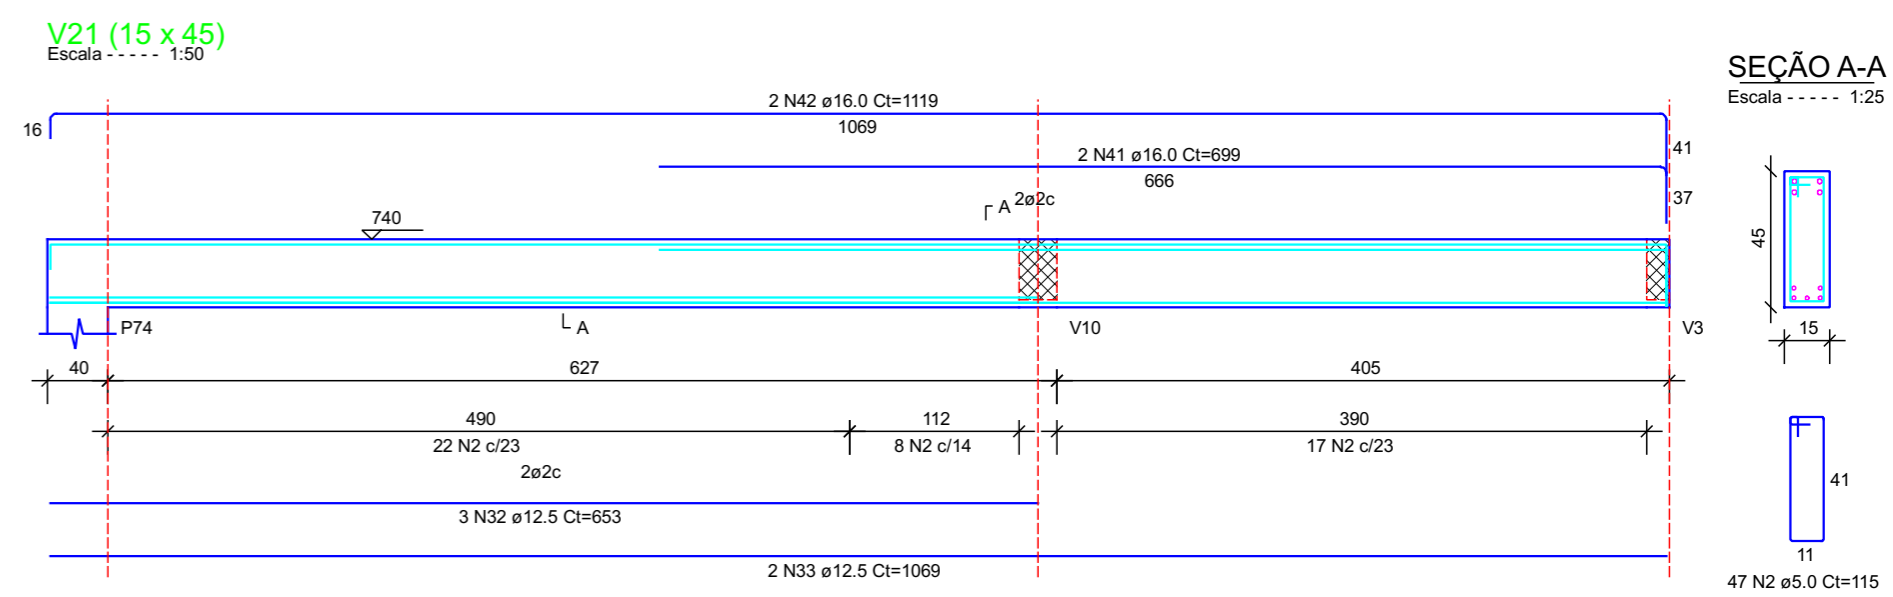 V21 (15 x 45)
Escala - - - - - 1:50
SEÇÃO A-A
Escala - - - - - 1:25
2 N42 ø16.0 Ct=1119
16
1069
41
2 N41 ø16.0 Ct=699
666
37
A
2ø2c
740
45
A
P74
V10
V3
15
40
627
405
490
112
390
22 N2 c/23
8 N2 c/14
17 N2 c/23
2ø2c
41
3 N32 ø12.5 Ct=653
11
2 N33 ø12.5 Ct=1069
47 N2 ø5.0 Ct=115